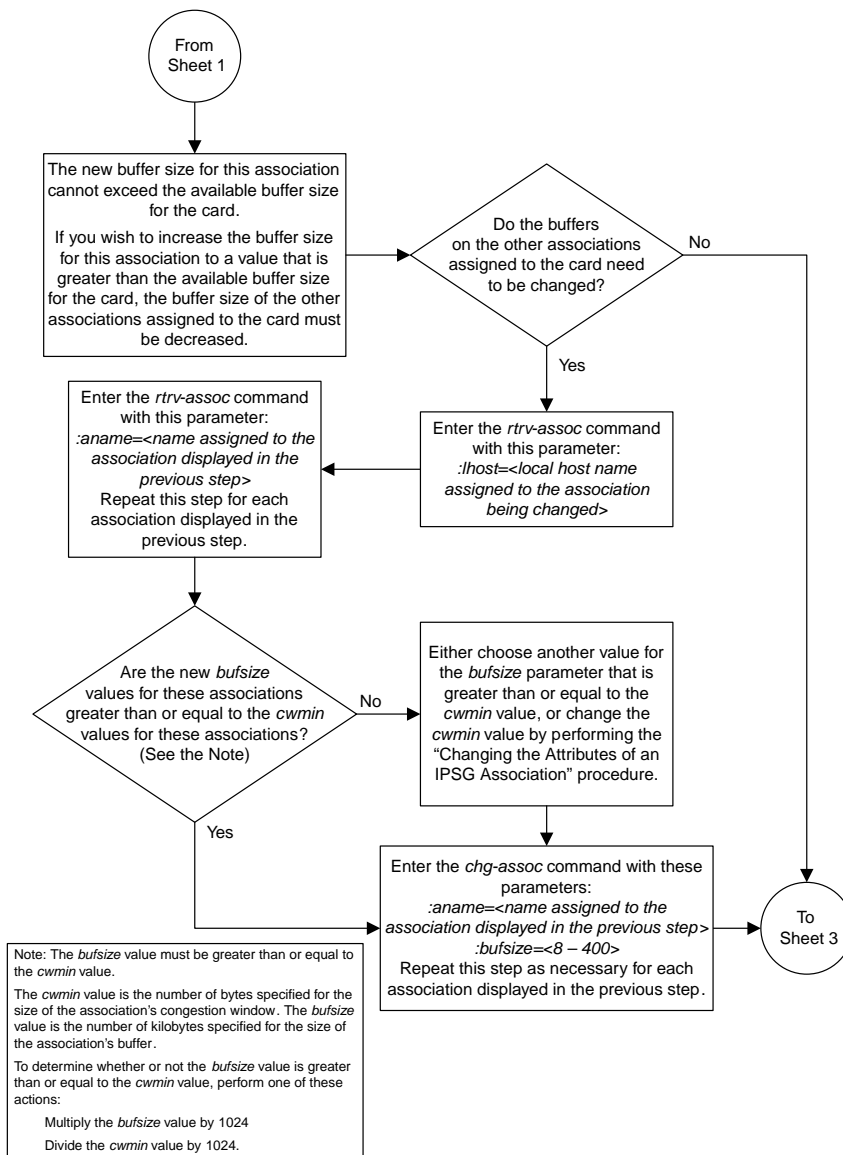 From
Sheet 1
The new buffer size for this association
cannot exceed the available buffer size
for the card.
If you wish to increase the buffer size
for this association to a value that is
greater than the available buffer size
for the card, the buffer size of the other
associations assigned to the card must
be decreased.
Do the buffers
on the other associations
assigned to the card need
to be changed?
No
Yes
Enter the rtrv-assoc command
with this parameter:
:lhost=<local host name
assigned to the association
being changed>
Enter the rtrv-assoc command
with this parameter:
:aname=<name assigned to the
association displayed in the
previous step>
Repeat this step for each
association displayed in the
previous step.
Are the new bufsize
values for these associations
greater than or equal to the cwmin
values for these associations?
(See the Note)
No
Yes
Either choose another value for
the bufsize parameter that is
greater than or equal to the
cwmin value, or change the
cwmin value by performing the
“Changing the Attributes of an
IPSG Association” procedure.
Enter the chg-assoc command with these
parameters:
:aname=<name assigned to the
association displayed in the previous step>
:bufsize=<8 – 400>
Repeat this step as necessary for each
association displayed in the previous step.
To
Sheet 3
Note: The bufsize value must be greater than or equal to
the cwmin value.
The cwmin value is the number of bytes specified for the
size of the association’s congestion window. The bufsize
value is the number of kilobytes specified for the size of
the association’s buffer.
To determine whether or not the bufsize value is greater
than or equal to the cwmin value, perform one of these
actions:
Multiply the bufsize value by 1024
Divide the cwmin value by 1024.